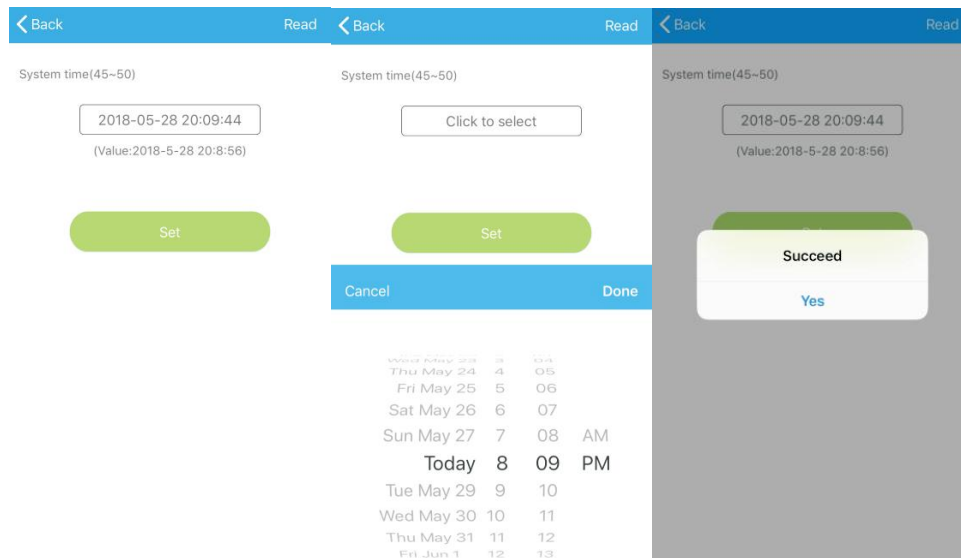 Back Read
System time(45~50)
2018-05-28 20:09:44
(Value:2018-5-28 20:8:56)
Set
Back Read
System time(45~50)
Click to select
Set
Cancel Done
Wed May 23 3 04
Thu May 24 4 05
Fri May 25 5 06
Sat May 26 6 07
Sun May 27 7 08 AM
Today 8 09 PM
Tue May 29 9 10
Wed May 30 10 11
Thu May 31 11 12
Fri Jun 1 12 13
Back Read
System time(45~50)
2018-05-28 20:09:44
(Value:2018-5-28 20:8:56)
Succeed
Yes